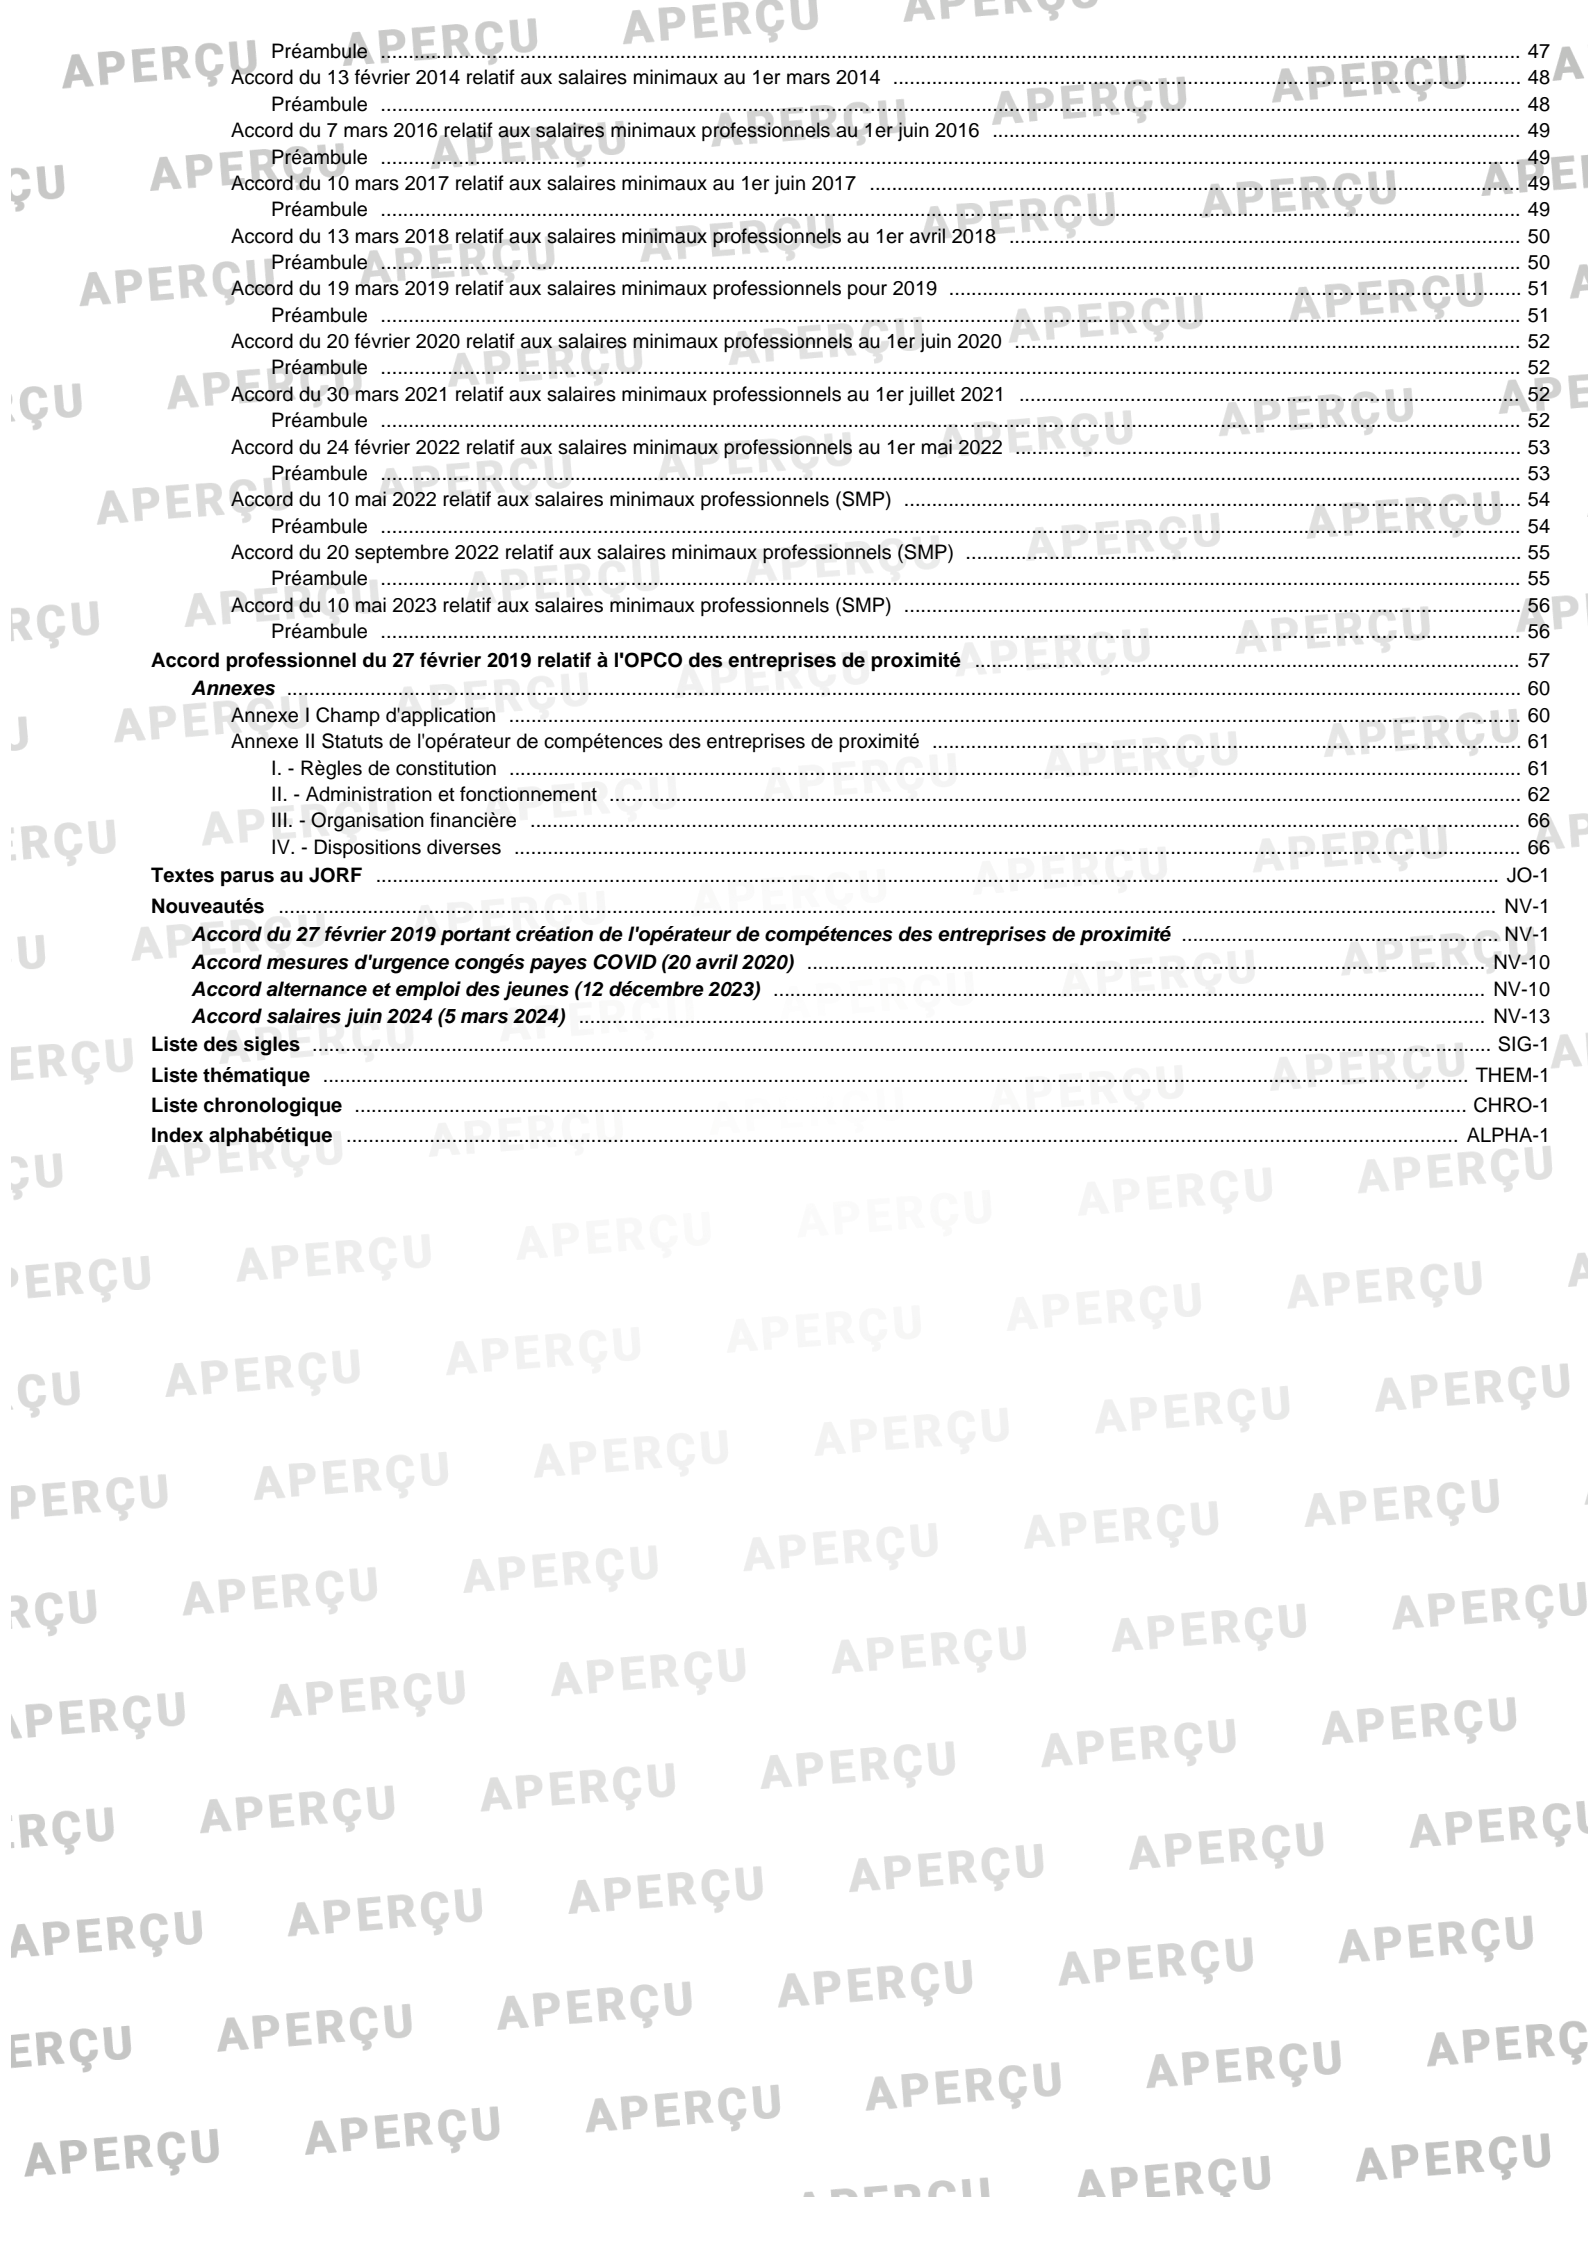 Préambule ........ 47
Accord du 13 février 2014 relatif aux salaires minimaux au 1er mars 2014 ........ 48
Préambule ........ 48
Accord du 7 mars 2016 relatif aux salaires minimaux professionnels au 1er juin 2016 ........ 49
Préambule ........ 49
Accord du 10 mars 2017 relatif aux salaires minimaux au 1er juin 2017 ........ 49
Préambule ........ 49
Accord du 13 mars 2018 relatif aux salaires minimaux professionnels au 1er avril 2018 ........ 50
Préambule ........ 50
Accord du 19 mars 2019 relatif aux salaires minimaux professionnels pour 2019 ........ 51
Préambule ........ 51
Accord du 20 février 2020 relatif aux salaires minimaux professionnels au 1er juin 2020 ........ 52
Préambule ........ 52
Accord du 30 mars 2021 relatif aux salaires minimaux professionnels au 1er juillet 2021 ........ 52
Préambule ........ 52
Accord du 24 février 2022 relatif aux salaires minimaux professionnels au 1er mai 2022 ........ 53
Préambule ........ 53
Accord du 10 mai 2022 relatif aux salaires minimaux professionnels (SMP) ........ 54
Préambule ........ 54
Accord du 20 septembre 2022 relatif aux salaires minimaux professionnels (SMP) ........ 55
Préambule ........ 55
Accord du 10 mai 2023 relatif aux salaires minimaux professionnels (SMP) ........ 56
Préambule ........ 56
Accord professionnel du 27 février 2019 relatif à l'OPCO des entreprises de proximité ........ 57
Annexes ........ 60
Annexe I Champ d'application ........ 60
Annexe II Statuts de l'opérateur de compétences des entreprises de proximité ........ 61
I. - Règles de constitution ........ 61
II. - Administration et fonctionnement ........ 62
III. - Organisation financière ........ 66
IV. - Dispositions diverses ........ 66
Textes parus au JORF ........ JO-1
Nouveautés ........ NV-1
Accord du 27 février 2019 portant création de l'opérateur de compétences des entreprises de proximité ........ NV-1
Accord mesures d'urgence congés payes COVID (20 avril 2020) ........ NV-10
Accord alternance et emploi des jeunes (12 décembre 2023) ........ NV-10
Accord salaires juin 2024 (5 mars 2024) ........ NV-13
Liste des sigles ........ SIG-1
Liste thématique ........ THEM-1
Liste chronologique ........ CHRO-1
Index alphabétique ........ ALPHA-1
APERÇU